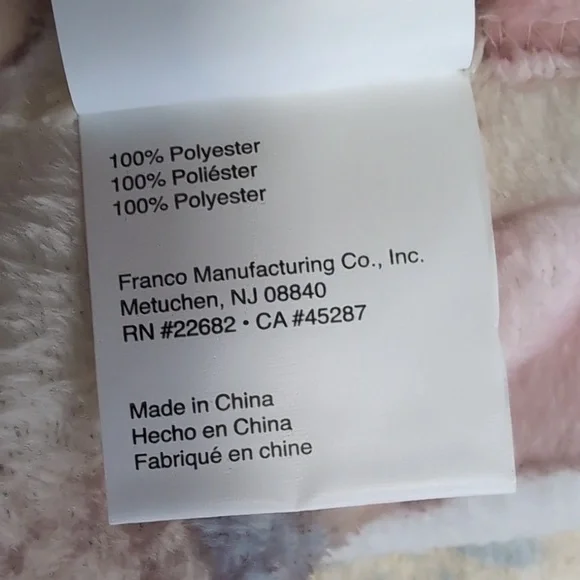 100% Polyester
100% Poliéster
100% Polyester
Franco Manufacturing Co., Inc.
Metuchen, NJ 08840
RN #22682 • CA #45287
Made in China
Hecho en China
Fabriqué en chine